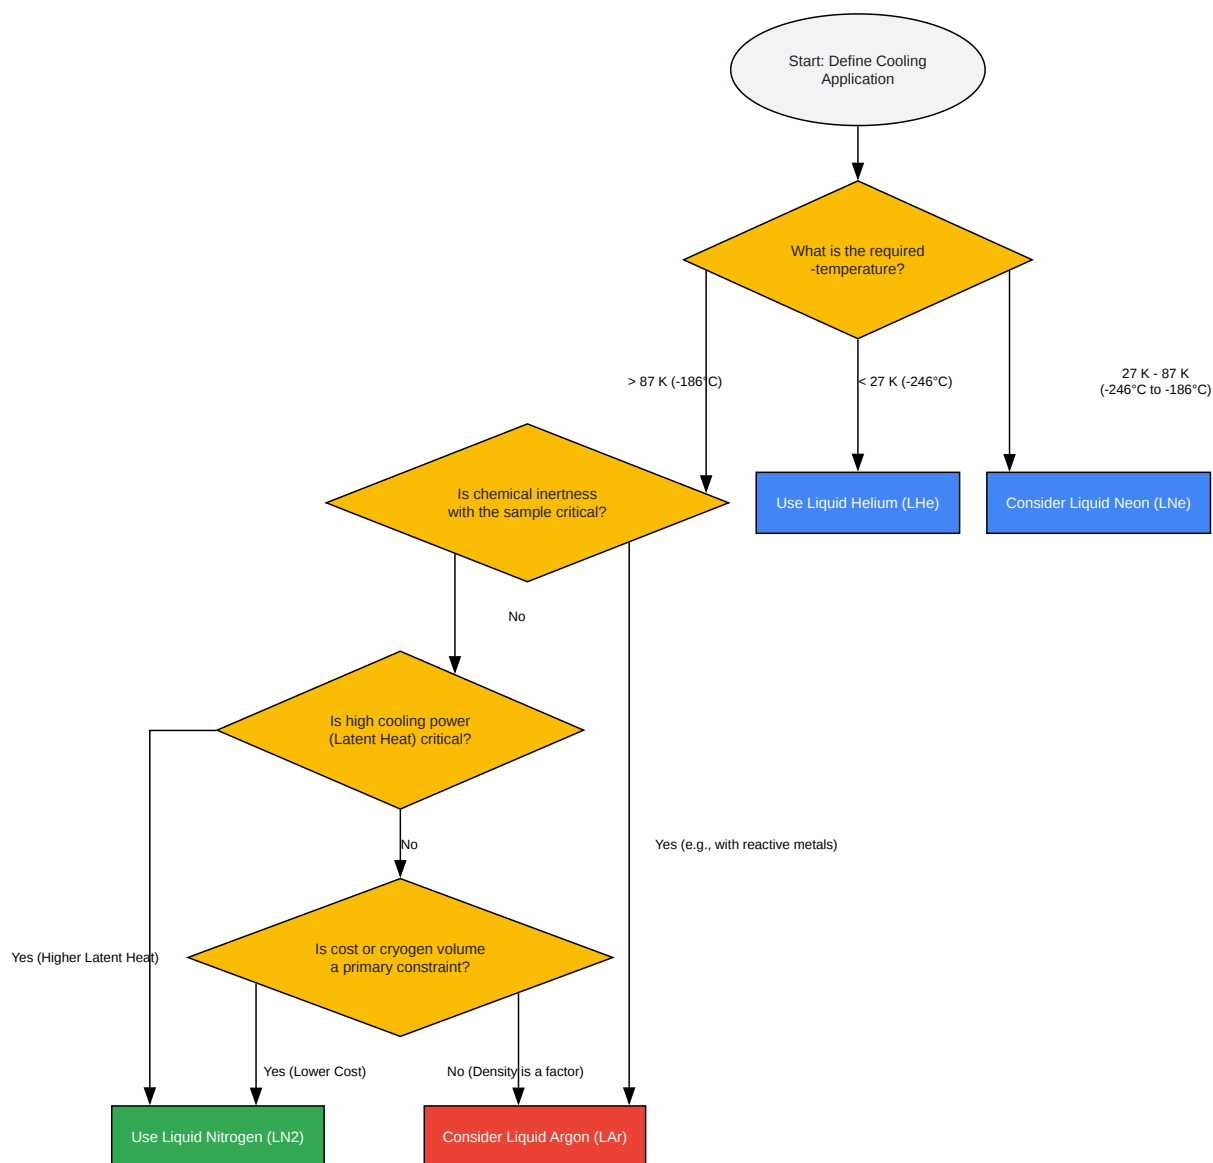 Start: Define Cooling
Application
What is the required
-temperature?
> 87 K (-186°C)
< 27 K (-246°C)
27 K - 87 K
(-246°C to -186°C)
Is chemical inertness
with the sample critical?
Use Liquid Helium (LHe)
Consider Liquid Neon (LNe)
No
Is high cooling power
(Latent Heat) critical?
No
Yes (e.g., with reactive metals)
Is cost or cryogen volume
a primary constraint?
Yes (Higher Latent Heat)
Yes (Lower Cost)
No (Density is a factor)
Use Liquid Nitrogen (LN2)
Consider Liquid Argon (LAr)